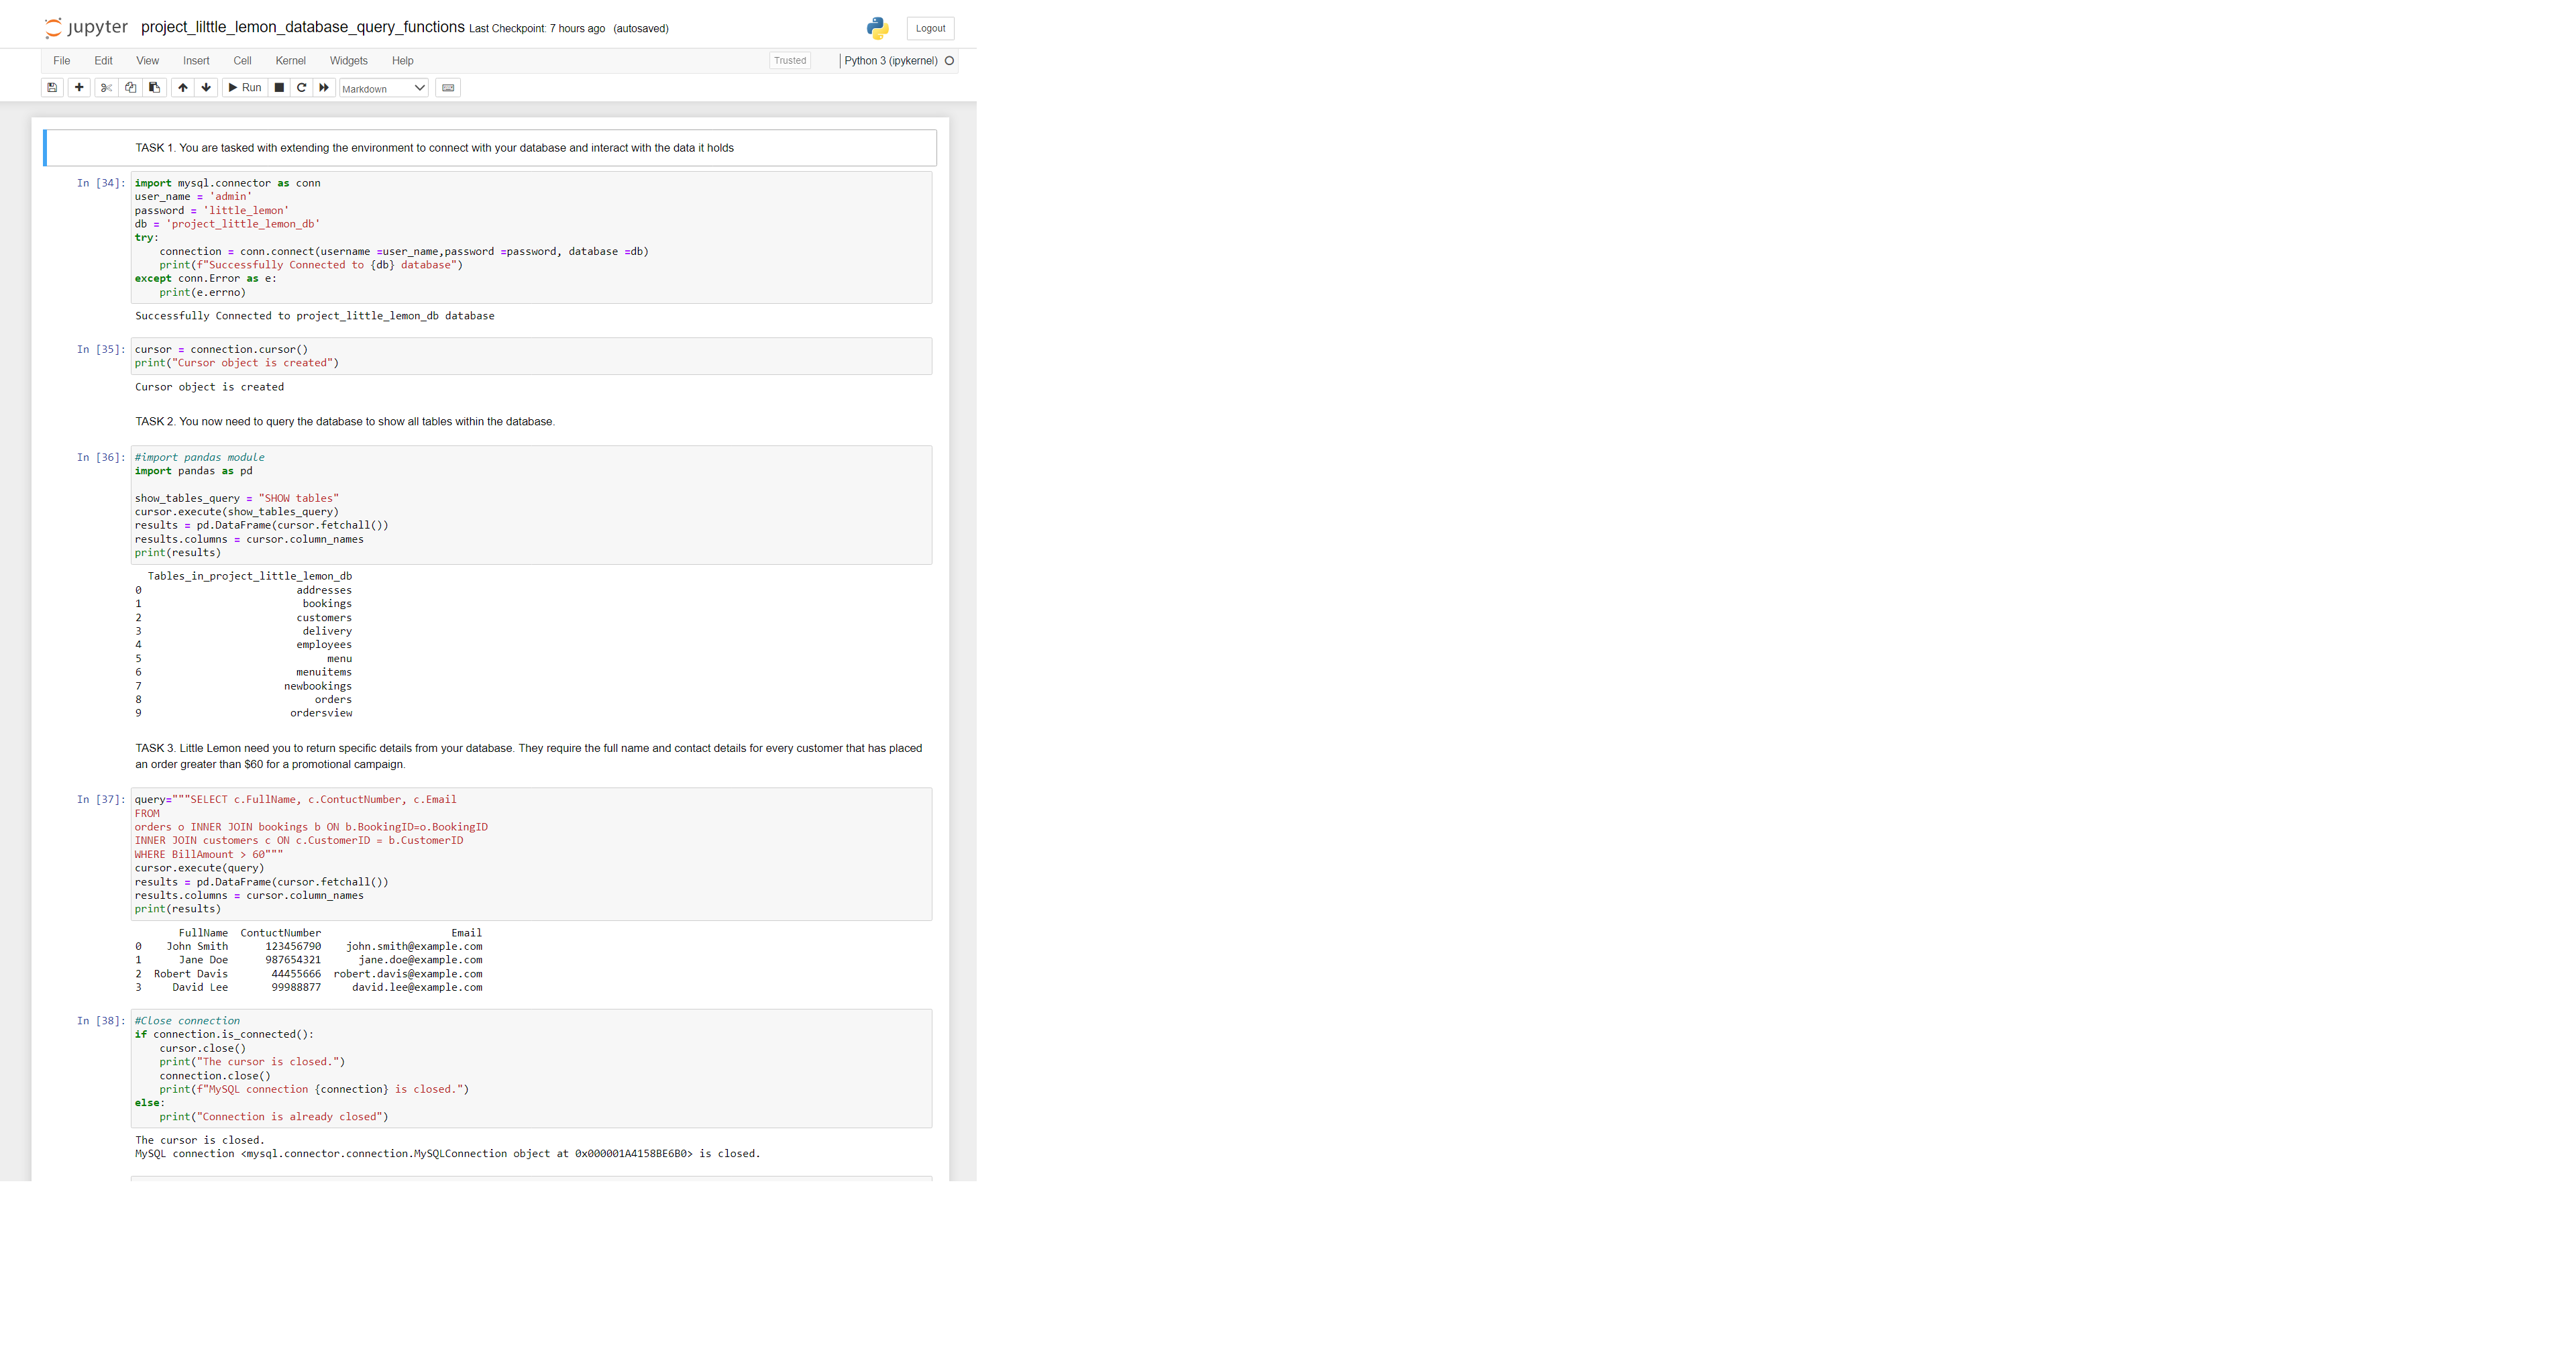 jupyter project_lilttle_lemon_database_query_functions Last Checkpoint: 7 hours ago (autosaved) Logout
File Edit View Insert Cell Kernel Widgets Help Trusted Python 3 (ipykernel)
Run Markdown
TASK 1. You are tasked with extending the environment to connect with your database and interact with the data it holds
In [34]: import mysql.connector as conn
user_name = 'admin'
password = 'little_lemon'
db = 'project_little_lemon_db'
try:
    connection = conn.connect(username =user_name,password =password, database =db)
    print(f"Successfully Connected to {db} database")
except conn.Error as e:
    print(e.errno)
Successfully Connected to project_little_lemon_db database
In [35]: cursor = connection.cursor()
print("Cursor object is created")
Cursor object is created
TASK 2. You now need to query the database to show all tables within the database.
In [36]: #import pandas module
import pandas as pd
show_tables_query = "SHOW tables"
cursor.execute(show_tables_query)
results = pd.DataFrame(cursor.fetchall())
results.columns = cursor.column_names
print(results)
Tables_in_project_little_lemon_db
0 addresses
1 bookings
2 customers
3 delivery
4 employees
5 menu
6 menuitems
7 newbookings
8 orders
9 ordersview
TASK 3. Little Lemon need you to return specific details from your database. They require the full name and contact details for every customer that has placed
an order greater than $60 for a promotional campaign.
In [37]: query="""SELECT c.FullName, c.ContuctNumber, c.Email
FROM
orders o INNER JOIN bookings b ON b.BookingID=o.BookingID
INNER JOIN customers c ON c.CustomerID = b.CustomerID
WHERE BillAmount > 60"""
cursor.execute(query)
results = pd.DataFrame(cursor.fetchall())
results.columns = cursor.column_names
print(results)
FullName ContuctNumber Email
0 John Smith 123456790 john.smith@example.com
1 Jane Doe 987654321 jane.doe@example.com
2 Robert Davis 44455666 robert.davis@example.com
3 David Lee 99988877 david.lee@example.com
In [38]: #Close connection
if connection.is_connected():
    cursor.close()
    print("The cursor is closed.")
    connection.close()
    print(f"MySQL connection {connection} is closed.")
else:
    print("Connection is already closed")
The cursor is closed.
MySQL connection <mysql.connector.connection.MySQLConnection object at 0x000001A4158BE6B0> is closed.